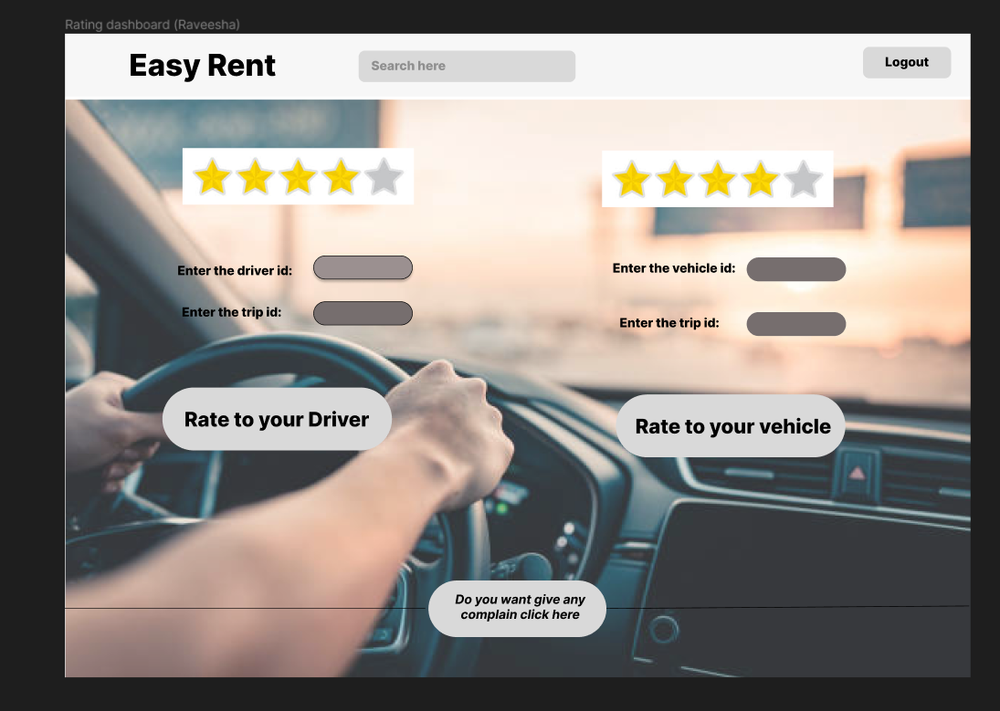 Rating dashboard (Raveesha)
Easy Rent
Search here
Logout
Enter the driver id:
Enter the vehicle id:
Enter the trip id:
Enter the trip id:
Rate to your Driver
Rate to your vehicle
Do you want give any
complain click here